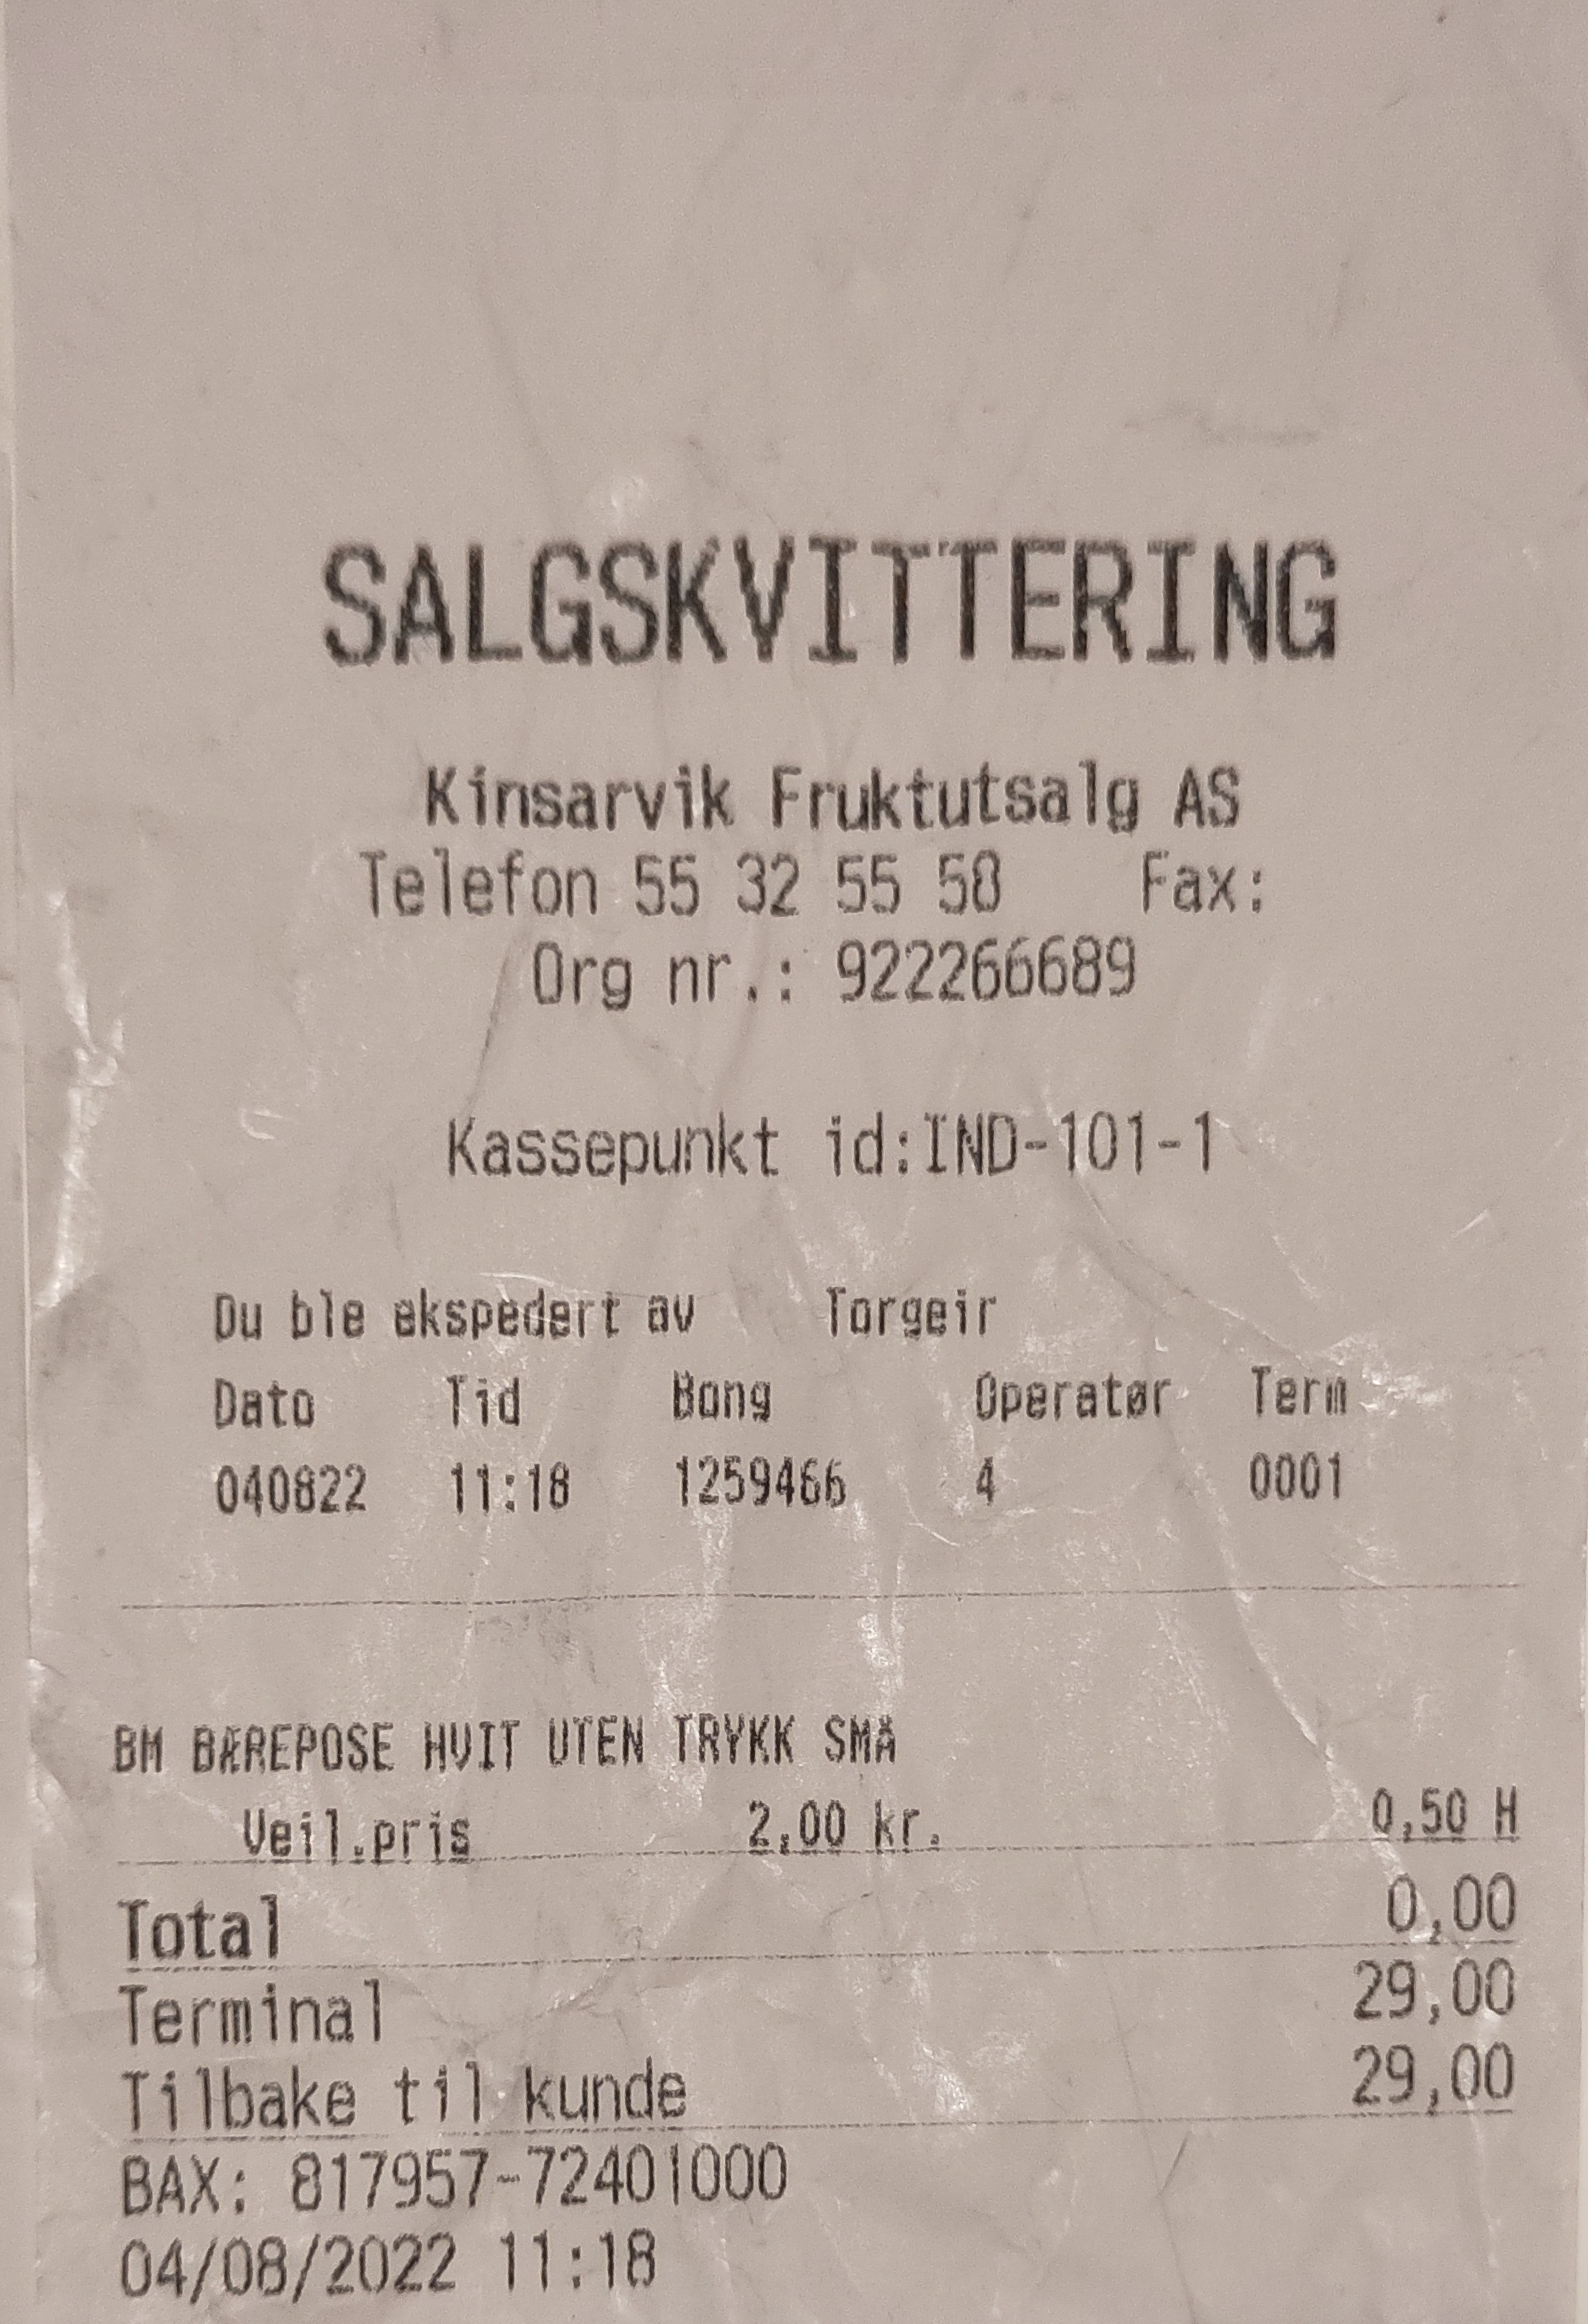 SALGSKVITTERING
Kinsarvik Fruktutsalg AS
Telefon 55 32 55 50 Fax:
Org nr.: 922266689
Kassepunkt id:IND-101-1
Du ble ekspedert av Torgeir
Dato Tid Bong Operatør Term
040822 11:18 1259466 4 0001
BM BÆREPOSE HVIT UTEN TRYKK SMÅ
Veil.pris 2,00 kr. 0,50 H
Total 0,00
Terminal 29,00
Tilbake til kunde 29,00
BAX: 817957-72401000
04/08/2022 11:18